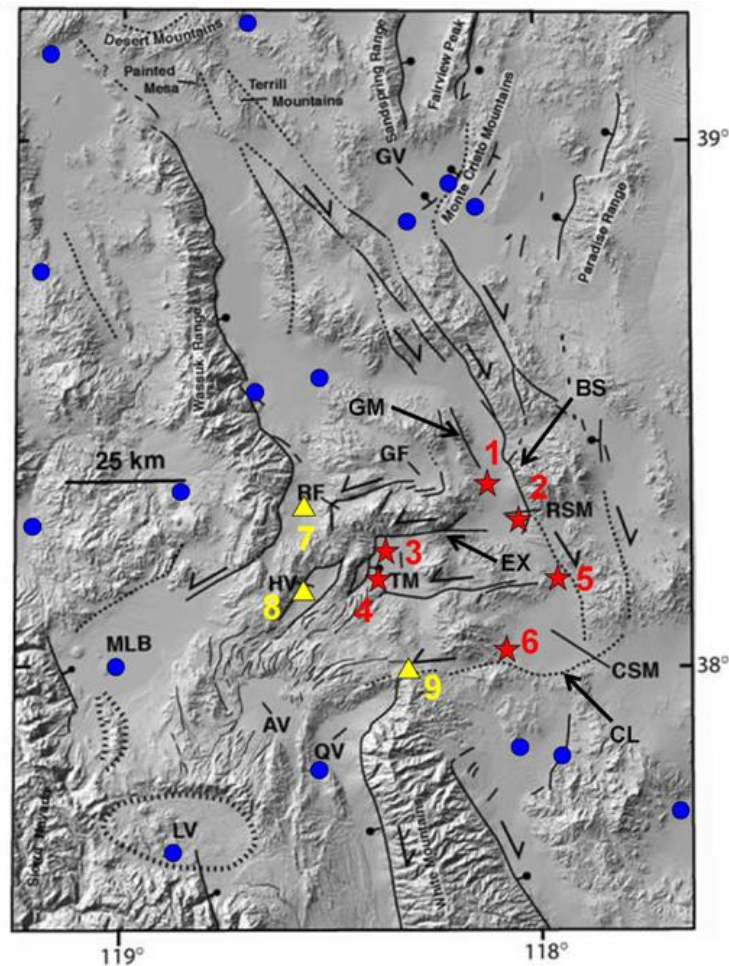 Desert Mountains
Painted
Mesa
Terrill
Mountains
Sandspring Range
Fairview Peak
Monte Cristo Mountains
GV
39°
Paradise Range
Wassuk Range
GM
BS
25 km
GF
1
2
RF
RSM
7
3
EX
HV
TM
5
8
4
6
MLB
38°
9
CSM
AV
CL
QV
LV
White Mountains
119°
118°